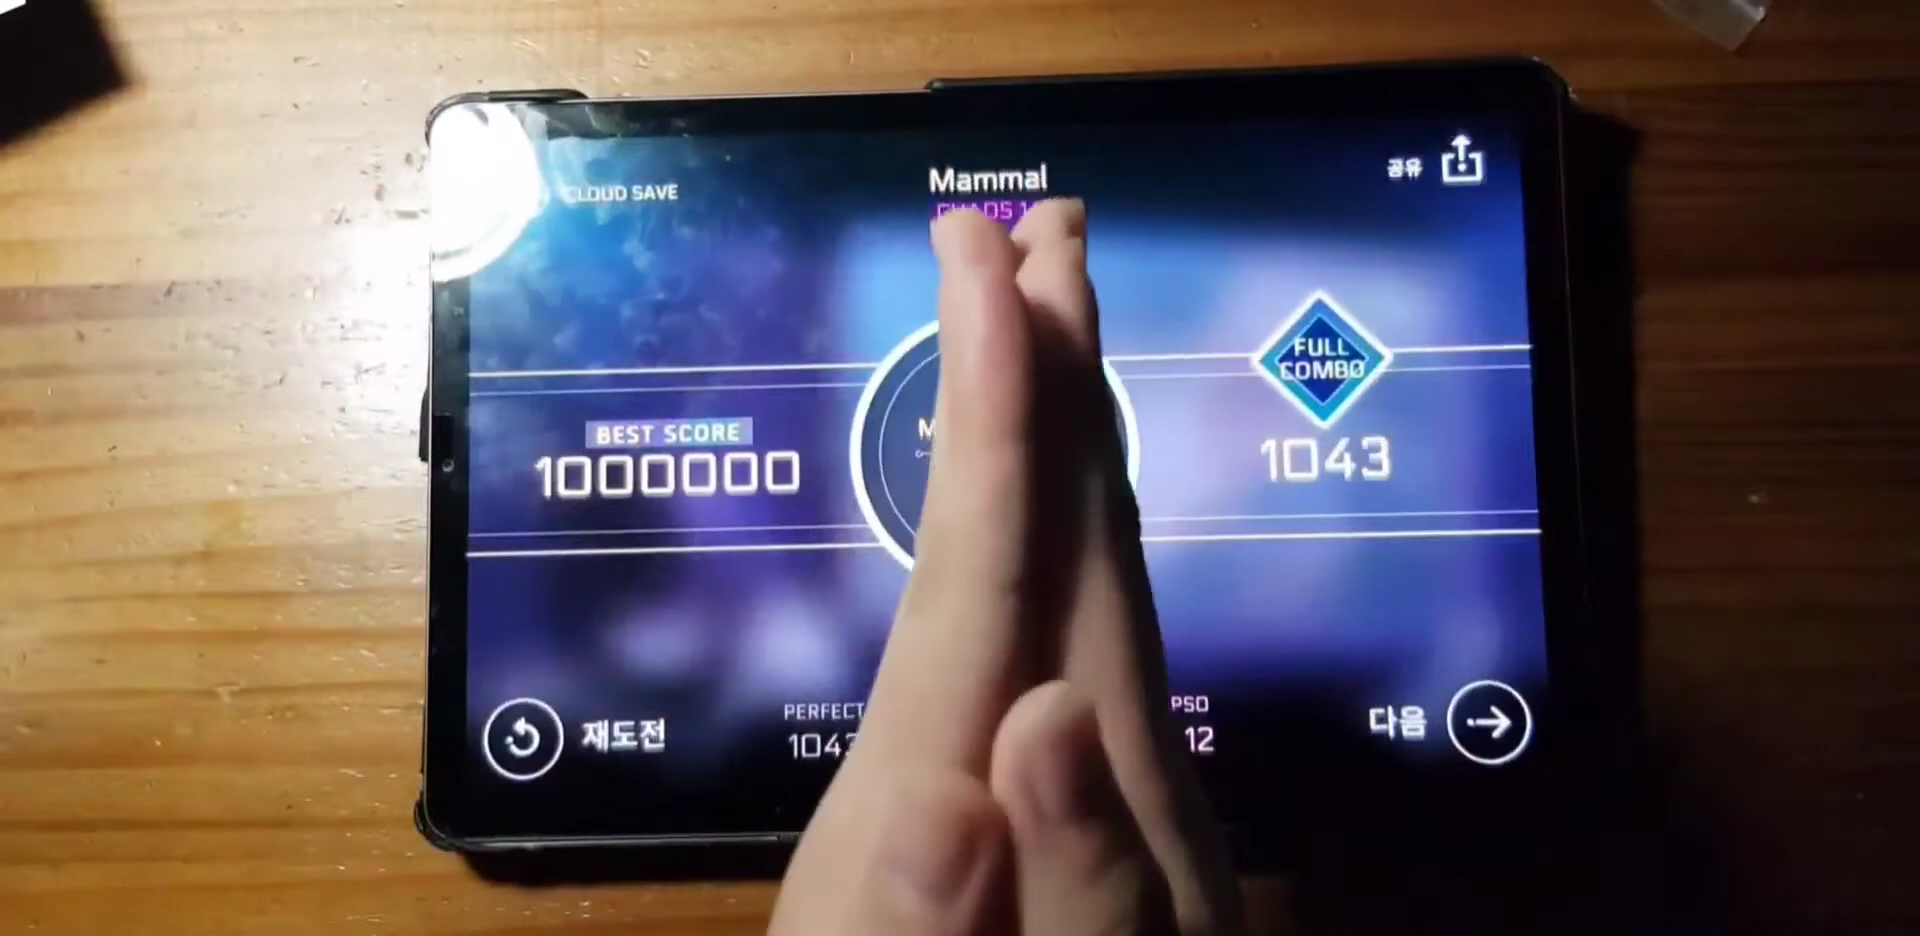 CLOUD SAVE
Mammal
공유
FULL
COMBO
BEST SCORE
1000000
1043
재도전
PERFECT
PSD
12
다음